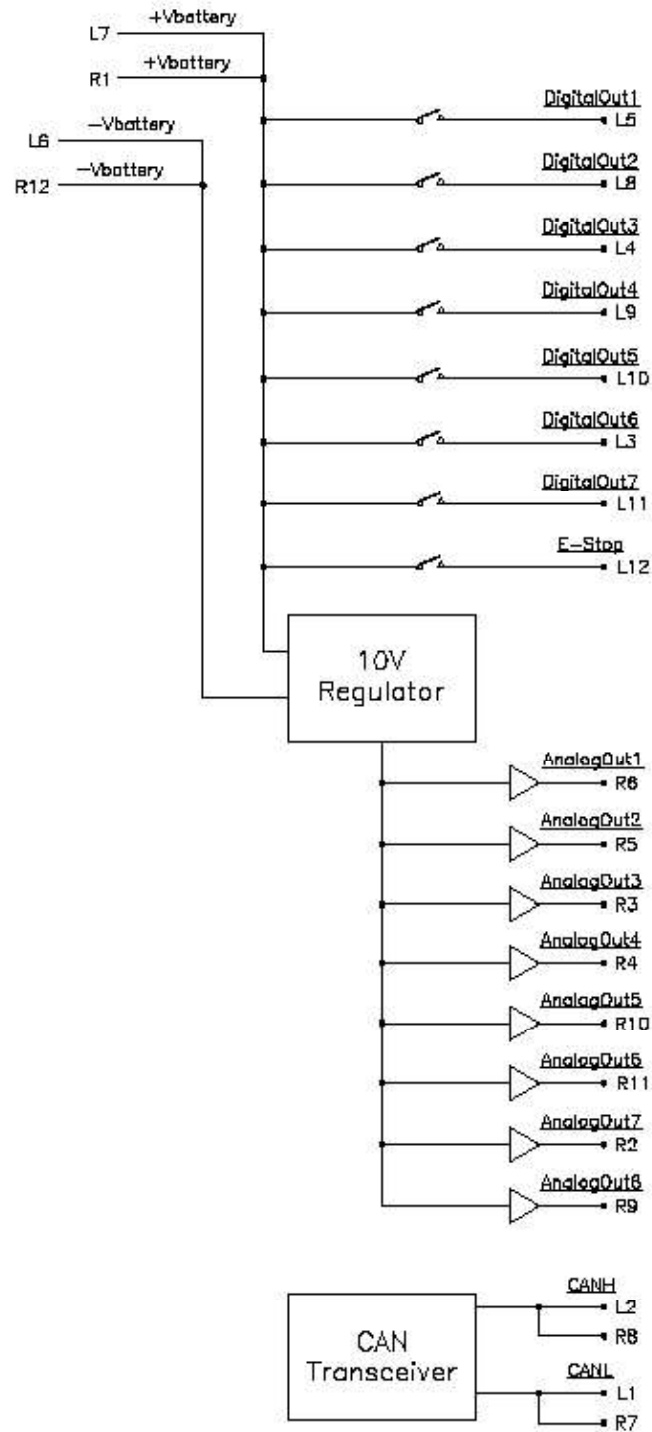 L7 +Vbattery
R1 +Vbattery
L6 -Vbattery
R12 -Vbattery
DigitalOut1
L5
DigitalOut2
L8
DigitalOut3
L4
DigitalOut4
L9
DigitalOut5
L10
DigitalOut6
L3
DigitalOut7
L11
E-Stop
L12
10V
Regulator
AnalogOut1
R6
AnalogOut2
R5
AnalogOut3
R3
AnalogOut4
R4
AnalogOut5
R10
AnalogOut6
R11
AnalogOut7
R2
AnalogOut8
R9
CAN
Transceiver
CANH
L2
R8
CANL
L1
R7